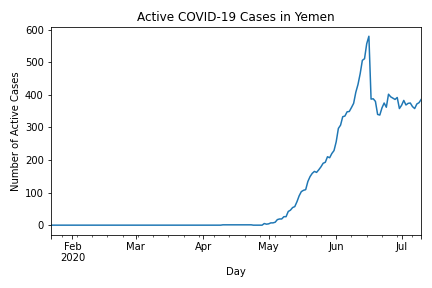 Active COVID-19 Cases in Yemen
600
500
400
300
200
100
0
Number of Active Cases
Feb
2020
Mar
Apr
May
Jun
Jul
Day